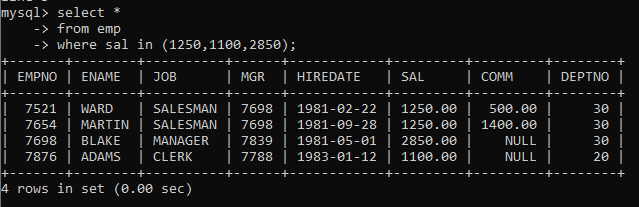 mysql> select *
    -> from emp
    -> where sal in (1250,1100,2850);
+-------+--------+----------+------+------------+---------+---------+--------+
| EMPNO | ENAME  | JOB      | MGR  | HIREDATE   | SAL     | COMM    | DEPTNO |
+-------+--------+----------+------+------------+---------+---------+--------+
|  7521 | WARD   | SALESMAN | 7698 | 1981-02-22 | 1250.00 |  500.00 |     30 |
|  7654 | MARTIN | SALESMAN | 7698 | 1981-09-28 | 1250.00 | 1400.00 |     30 |
|  7698 | BLAKE  | MANAGER  | 7839 | 1981-05-01 | 2850.00 |    NULL |     30 |
|  7876 | ADAMS  | CLERK    | 7788 | 1983-01-12 | 1100.00 |    NULL |     20 |
+-------+--------+----------+------+------------+---------+---------+--------+
4 rows in set (0.00 sec)